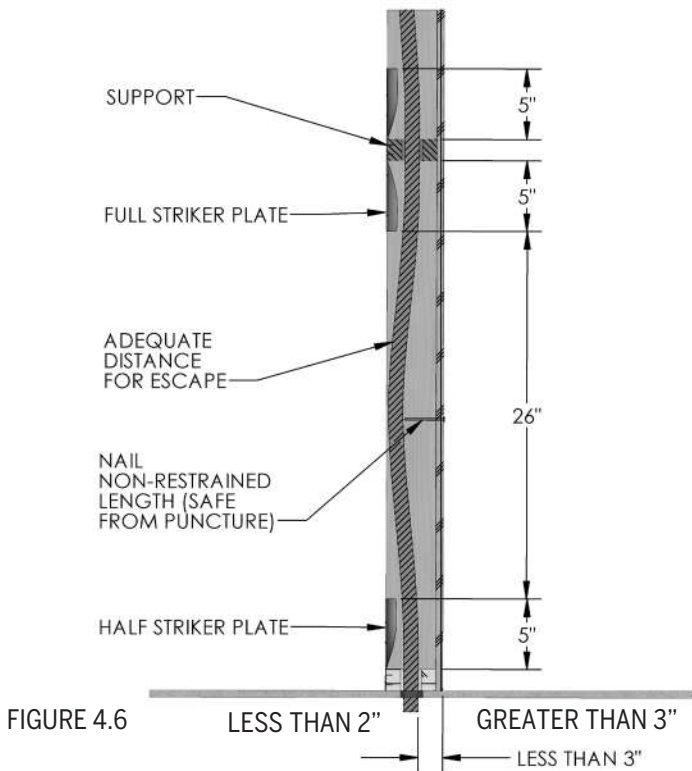 5"
SUPPORT
5"
FULL STRIKER PLATE
ADEQUATE
DISTANCE
FOR ESCAPE
26"
NAIL
NON-RESTRAINED
LENGTH (SAFE
FROM PUNCTURE)
HALF STRIKER PLATE
5"
FIGURE 4.6
LESS THAN 2”
GREATER THAN 3”
LESS THAN 3"